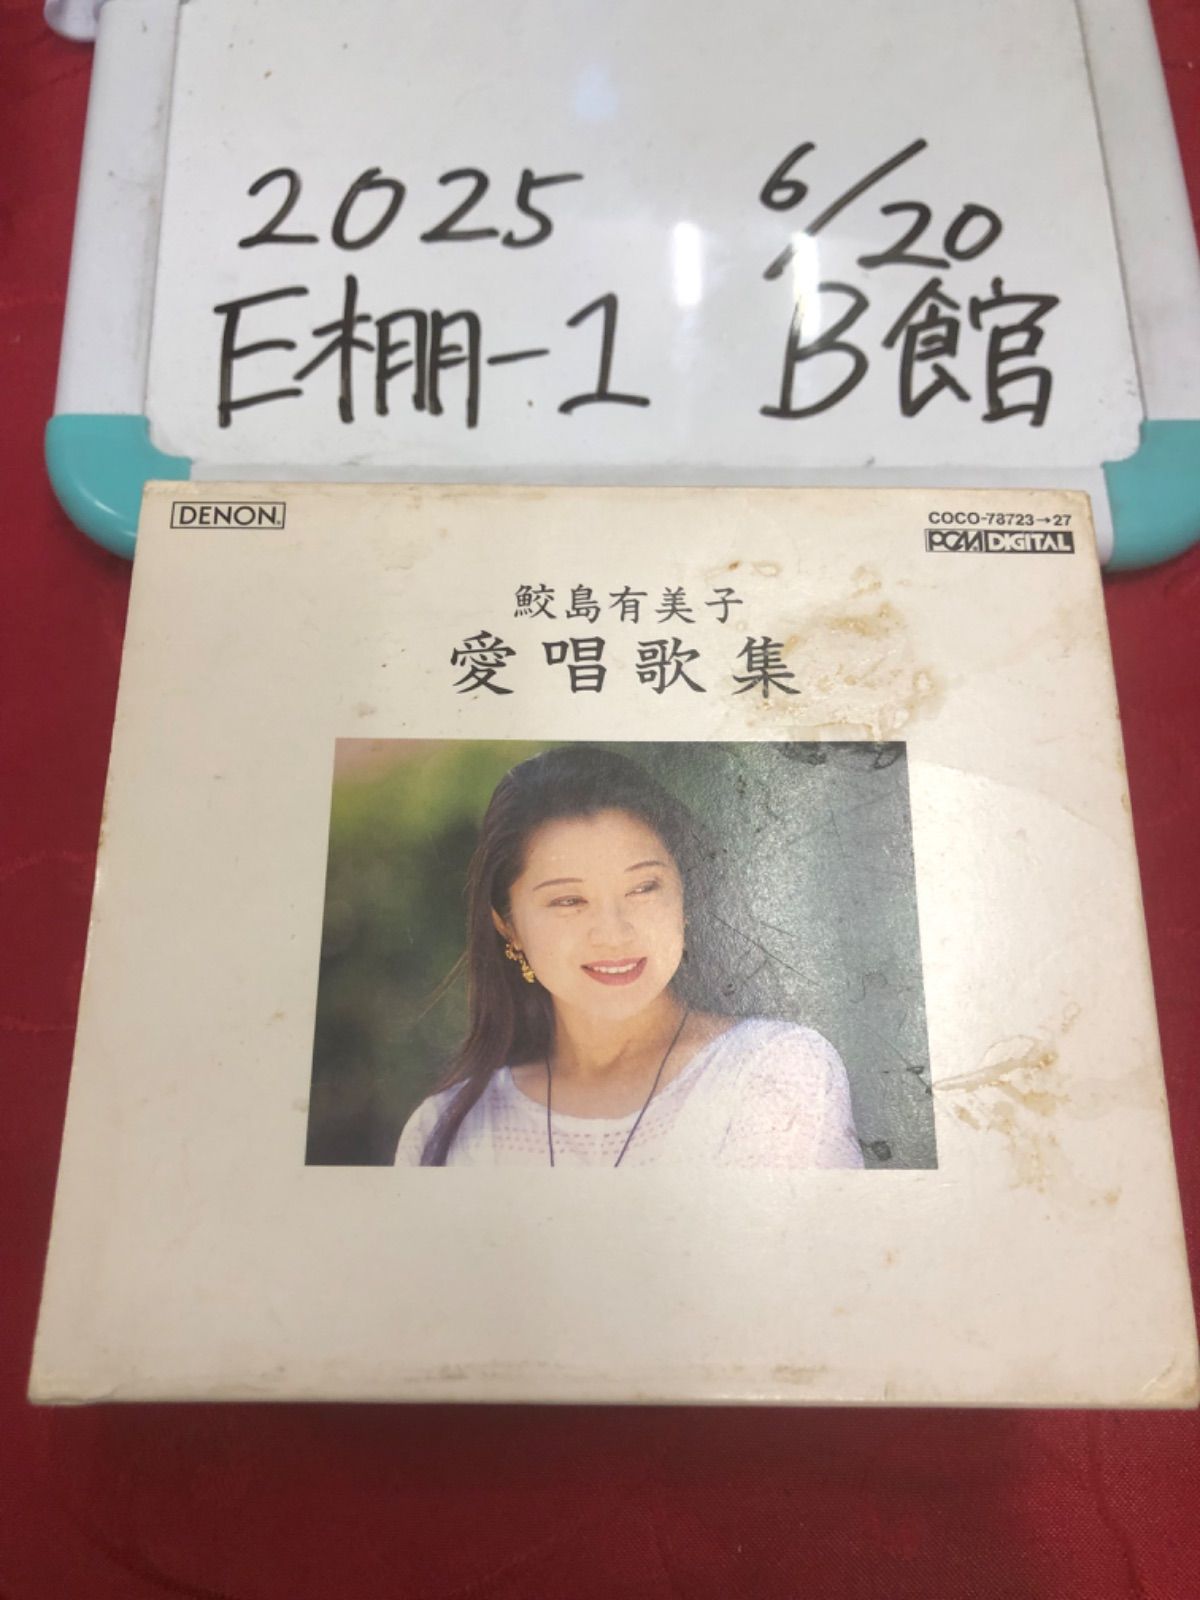 2025 6/20
E棚-1 B館
DENON
COCO-78723→27
PCM DIGITAL
鮫島有美子
愛唱歌集